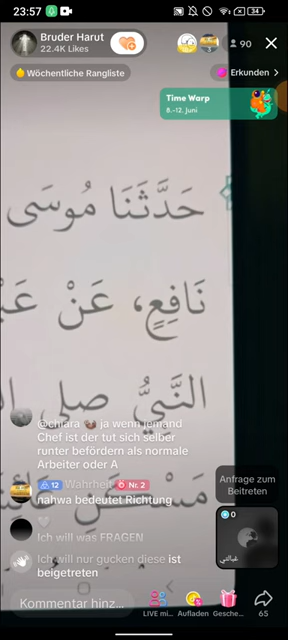 23:57
34
Bruder Harut
22.4K Likes
90
Wöchentliche Rangliste
Erkunden >
Time Warp
8.-12. Juni
حَدَّثَنَا مُوسَى
نَافِعٍ، عَنْ
النَّبِيُّ صلى
@chiara ja wenn jemand
Chef ist der tut sich selber
runter befördern als normale
Arbeiter oder A
12 Wahrheit Nr. 2
nahwa bedeutet Richtung
Ich will was FRAGEN
Ich will nur gucken diese ist
beigetreten
Anfrage zum
Beitreten
0
Kommentar hinz...
LIVE mi...
Aufladen
Gesche...
65